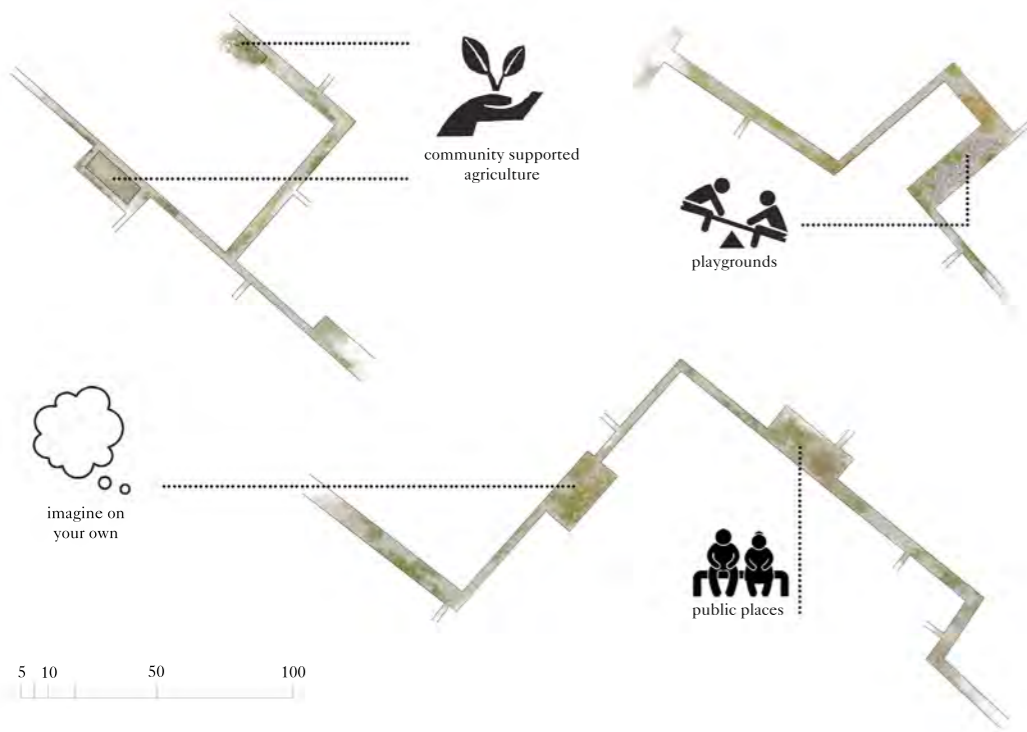 community supported
agriculture
playgrounds
imagine on
your own
public places
5 10 50 100